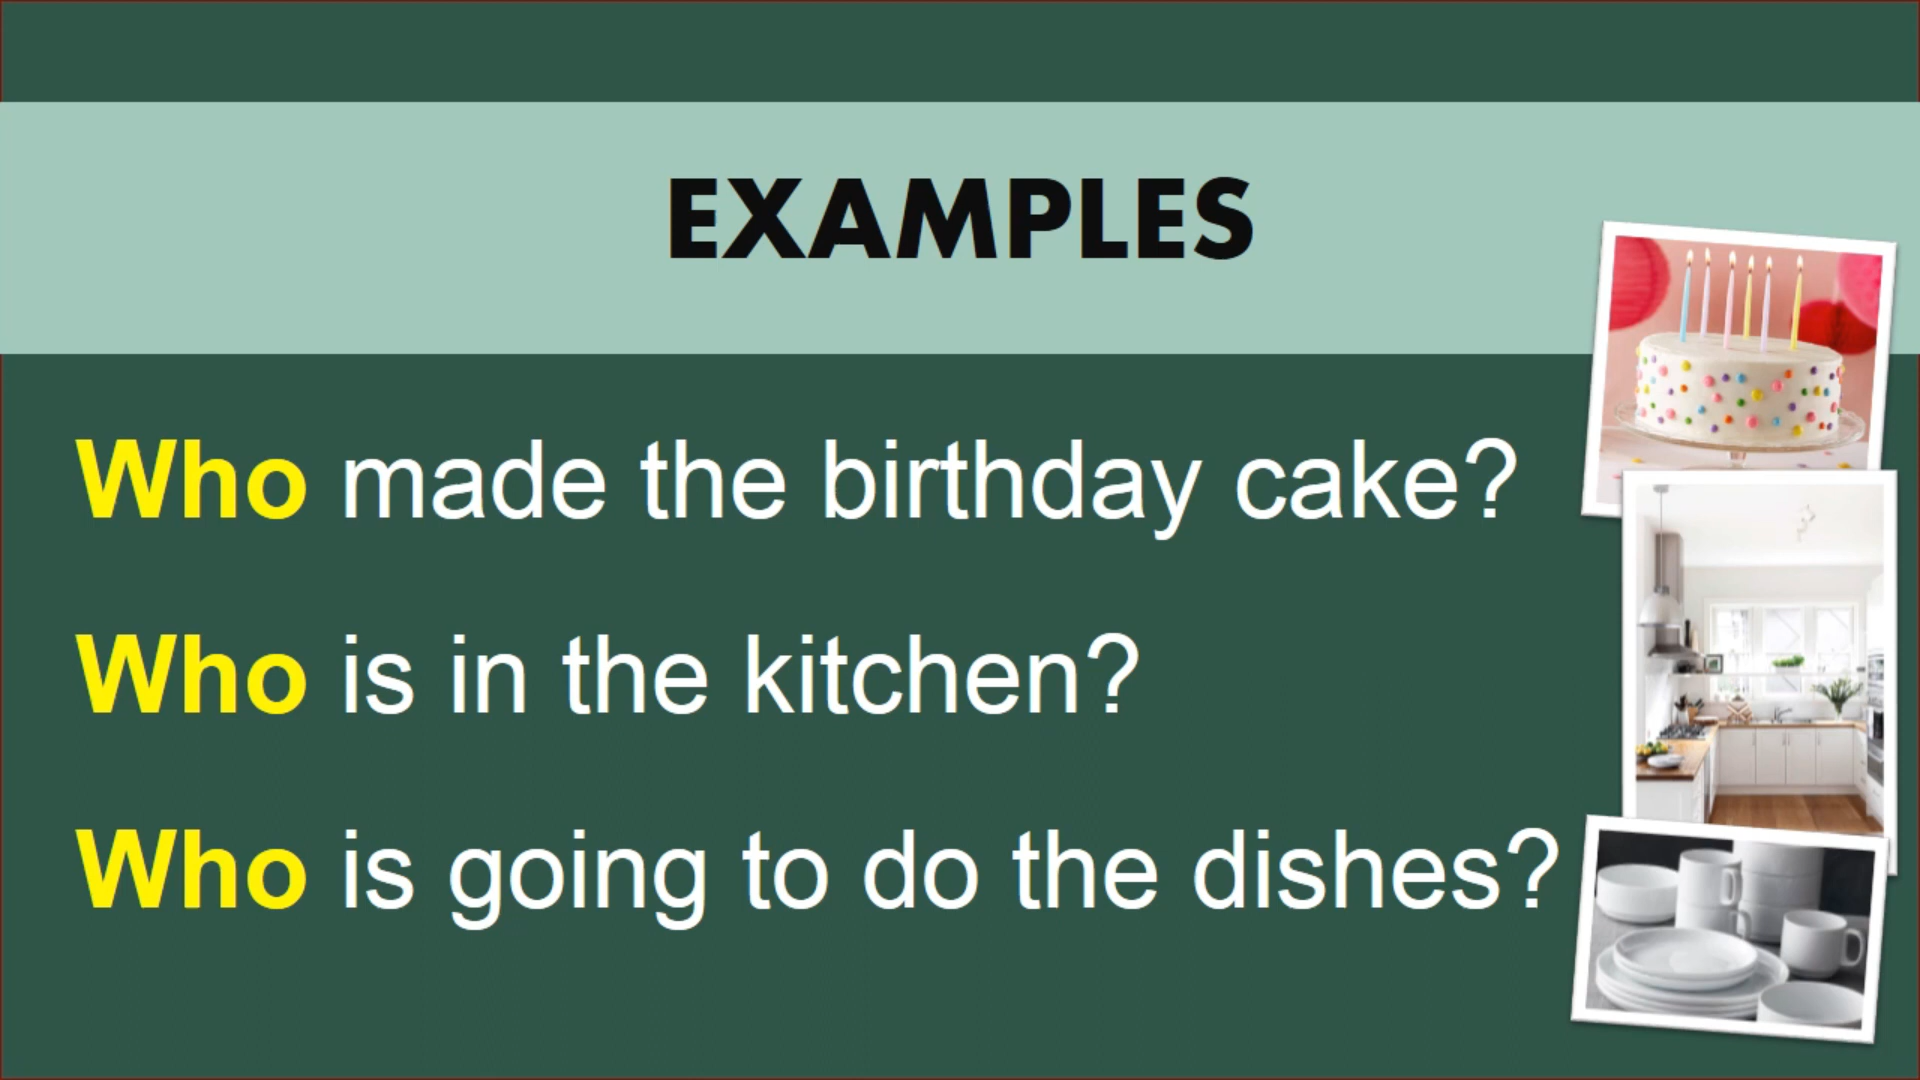 EXAMPLES
Who made the birthday cake?
Who is in the kitchen?
Who is going to do the dishes?